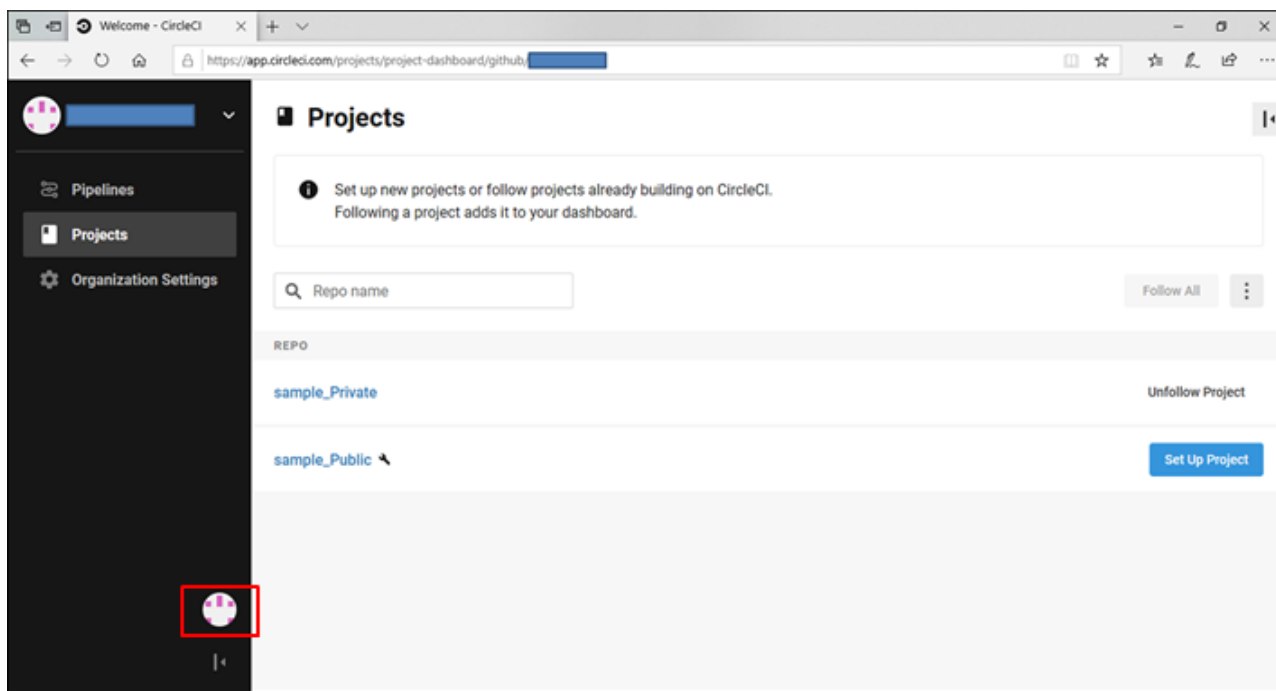 Welcome - CircleCI
https://app.circleci.com/projects/project-dashboard/github/
Projects
Set up new projects or follow projects already building on CircleCI.
Following a project adds it to your dashboard.
Pipelines
Projects
Organization Settings
Repo name
Follow All
REPO
sample_Private
Unfollow Project
sample_Public
Set Up Project